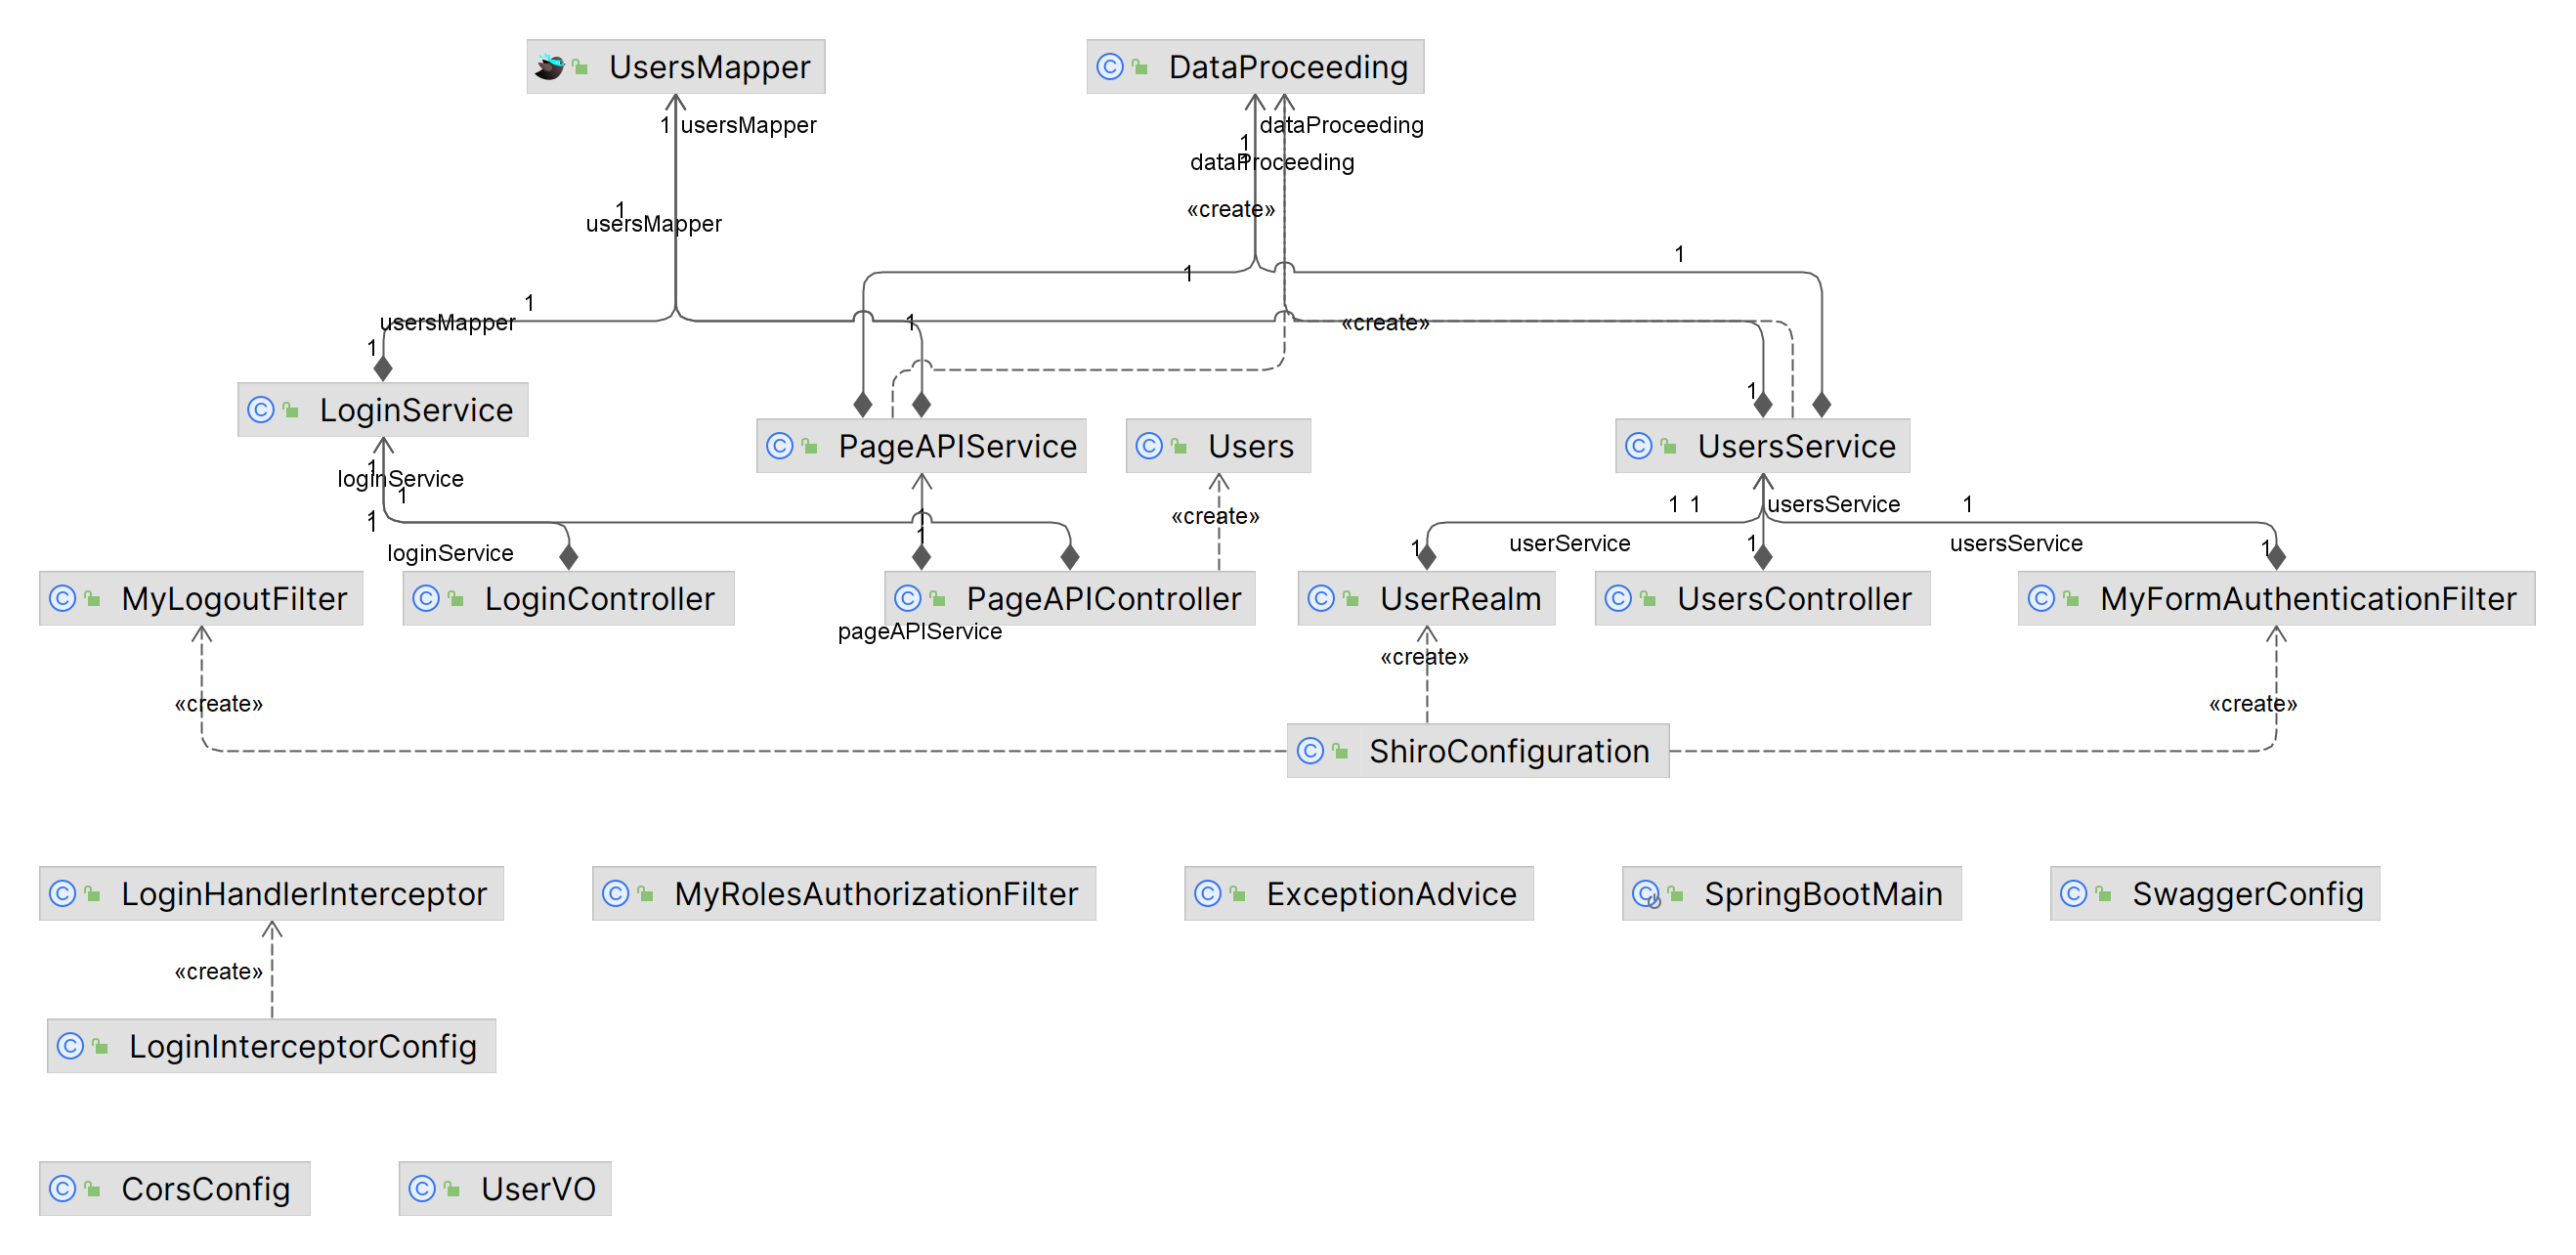 UsersMapper
DataProceeding
1 usersMapper
dataProceeding
1
dataProceeding
1
usersMapper
«create»
1
1
1
usersMapper
1
«create»
1
1
LoginService
PageAPIService
Users
UsersService
1
loginService
1
1
1
1
1
«create»
1 1
usersService
1
loginService
1
userService
1
usersService
1
1
MyLogoutFilter
LoginController
PageAPIController
UserRealm
UsersController
MyFormAuthenticationFilter
pageAPIService
«create»
«create»
«create»
ShiroConfiguration
LoginHandlerInterceptor
MyRolesAuthorizationFilter
ExceptionAdvice
SpringBootMain
SwaggerConfig
«create»
LoginInterceptorConfig
CorsConfig
UserVO